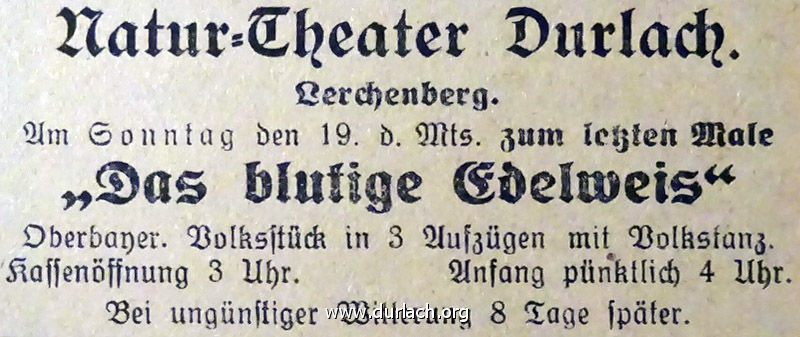 Natur-Theater Durlach.
Lerchenberg.
Am Sonntag den 19. d. Mts. zum letzten Male
„Das blutige Edelweis“
Oberbayer. Volksstück in 3 Aufzügen mit Volkstanz.
Kassenöffnung 3 Uhr. Anfang pünktlich 4 Uhr.
Bei ungünstiger Witterung 8 Tage später.
www.durlach.org